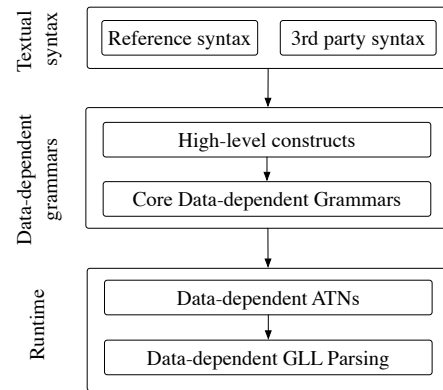 Textual
syntax
Reference syntax
3rd party syntax
Data-dependent
grammars
High-level constructs
Core Data-dependent Grammars
Runtime
Data-dependent ATNs
Data-dependent GLL Parsing